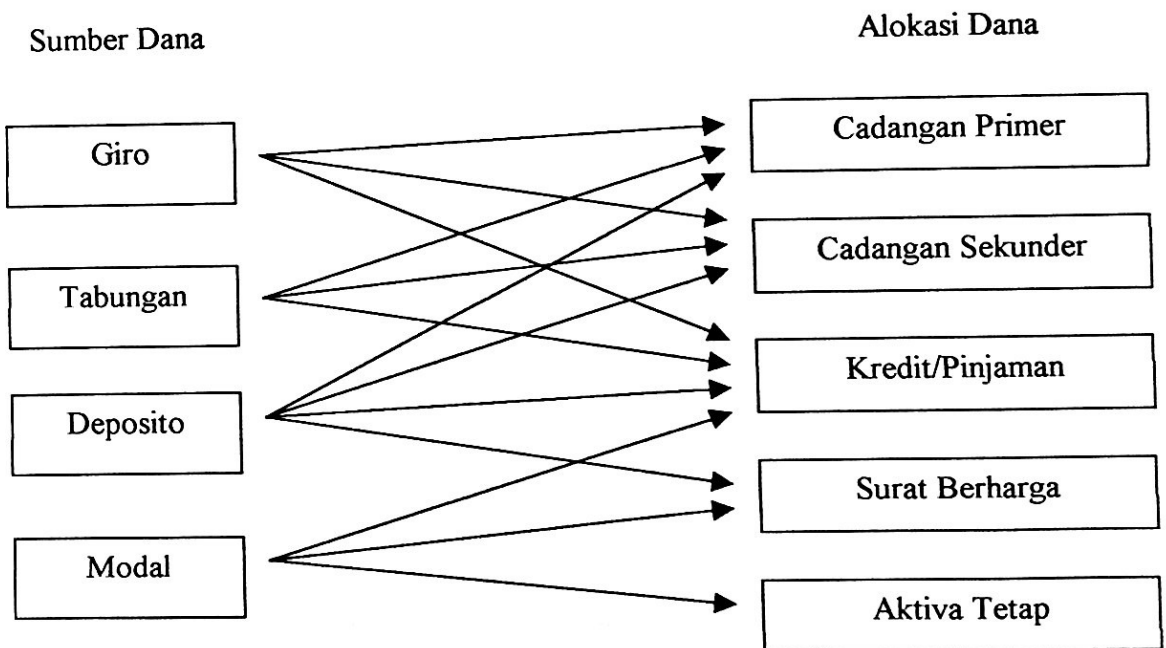 Sumber Dana
Alokasi Dana
Giro
Tabungan
Deposito
Modal
Cadangan Primer
Cadangan Sekunder
Kredit/Pinjaman
Surat Berharga
Aktiva Tetap